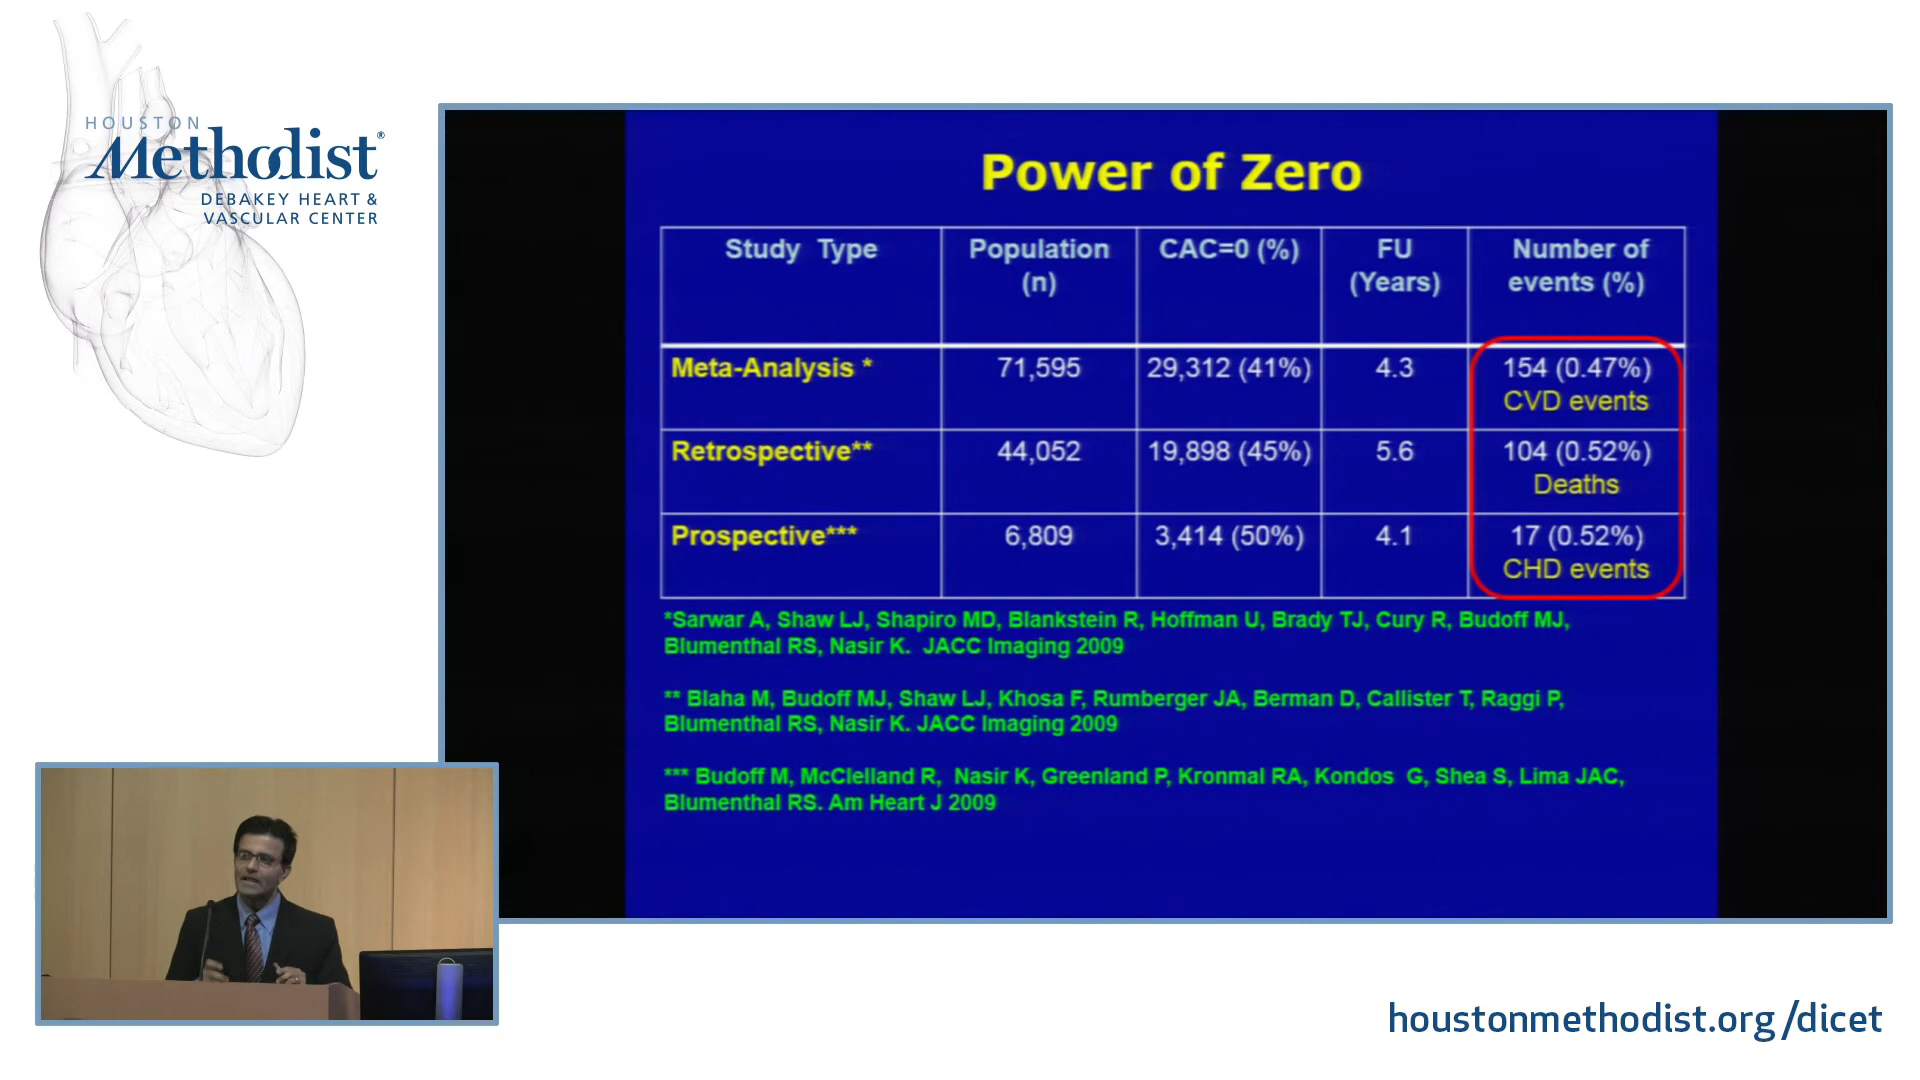 HOUSTON
Methodist®
DEBAKEY HEART &
VASCULAR CENTER
Power of Zero
Study Type
Population
(n)
CAC=0 (%)
FU
(Years)
Number of
events (%)
Meta-Analysis *
71,595
29,312 (41%)
4.3
154 (0.47%)
CVD events
Retrospective**
44,052
19,898 (45%)
5.6
104 (0.52%)
Deaths
Prospective***
6,809
3,414 (50%)
4.1
17 (0.52%)
CHD events
*Sarwar A, Shaw LJ, Shapiro MD, Blankstein R, Hoffman U, Brady TJ, Cury R, Budoff MJ,
Blumenthal RS, Nasir K. JACC Imaging 2009
** Blaha M, Budoff MJ, Shaw LJ, Khosa F, Rumberger JA, Berman D, Callister T, Raggi P,
Blumenthal RS, Nasir K. JACC Imaging 2009
*** Budoff M, McClelland R, Nasir K, Greenland P, Kronmal RA, Kondos G, Shea S, Lima JAC,
Blumenthal RS. Am Heart J 2009
houstonmethodist.org/dicet